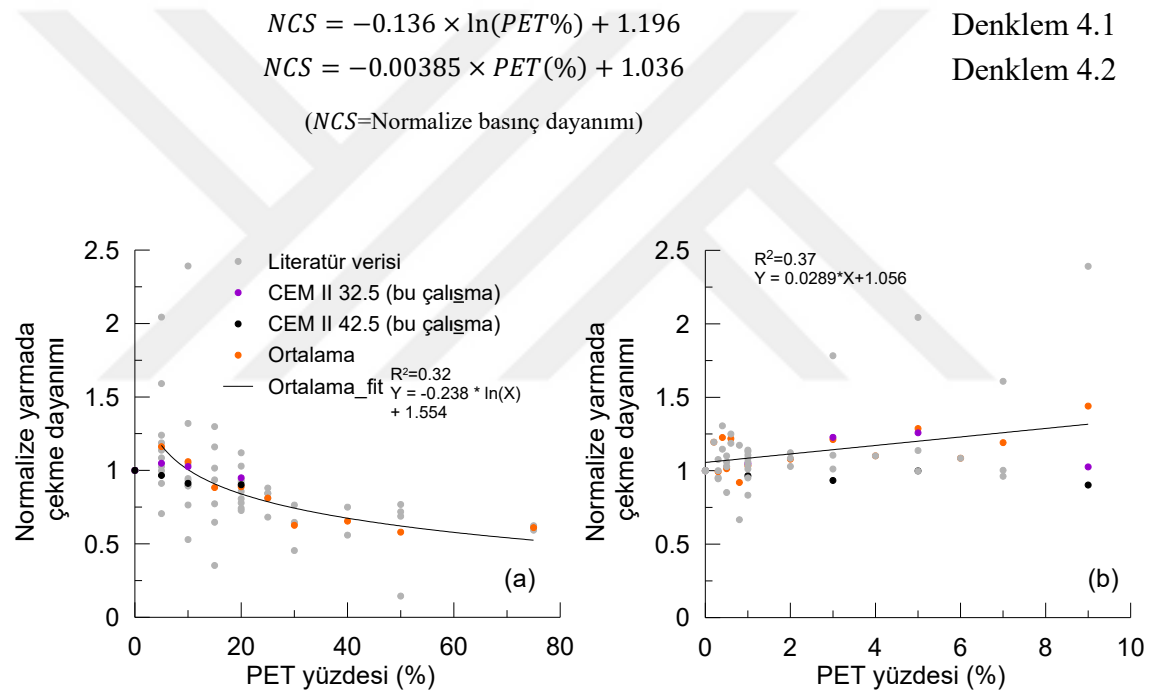 NCS = −0.136 × ln(PET%) + 1.196 Denklem 4.1
NCS = −0.00385 × PET(%) + 1.036 Denklem 4.2
(NCS=Normalize basınç dayanımı)
Normalize yarmada
çekme dayanımı
2.5
2
1.5
1
0.5
0
Literatür verisi
CEM II 32.5 (bu çalısma)
CEM II 42.5 (bu çalısma)
Ortalama
Ortalama_fit
R²=0.32
Y = -0.238 * ln(X)
+ 1.554
(a)
0 20 40 60 80
PET yüzdesi (%)
Normalize yarmada
çekme dayanımı
2.5
2
1.5
1
0.5
0
R²=0.37
Y = 0.0289*X+1.056
(b)
0 2 4 6 8 10
PET yüzdesi (%)